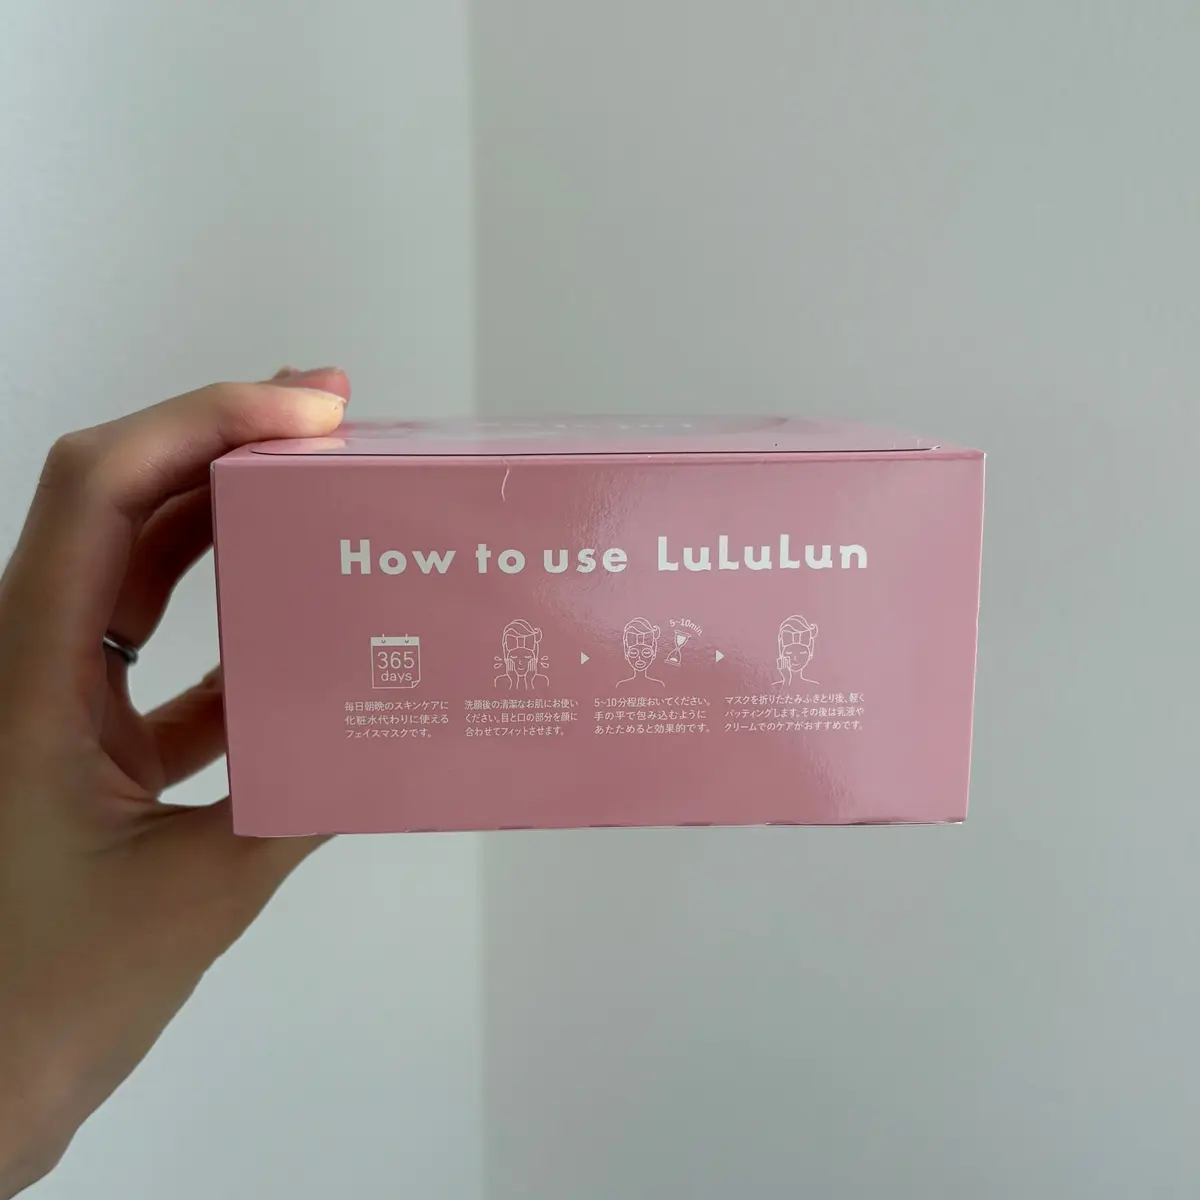 How to use LuLuLun
365
days
毎日朝晩のスキンケアに
化粧水代わりに使える
フェイスマスクです。
洗顔後の清潔なお肌にお使い
ください。目と口の部分を顔に
合わせてフィットさせます。
5~10min
5~10分程度おいてください。
手の平で包み込むように
あたためると効果的です。
マスクを折りたたみふきとり後、軽く
パッティングします。その後は乳液や
クリームでのケアがおすすめです。